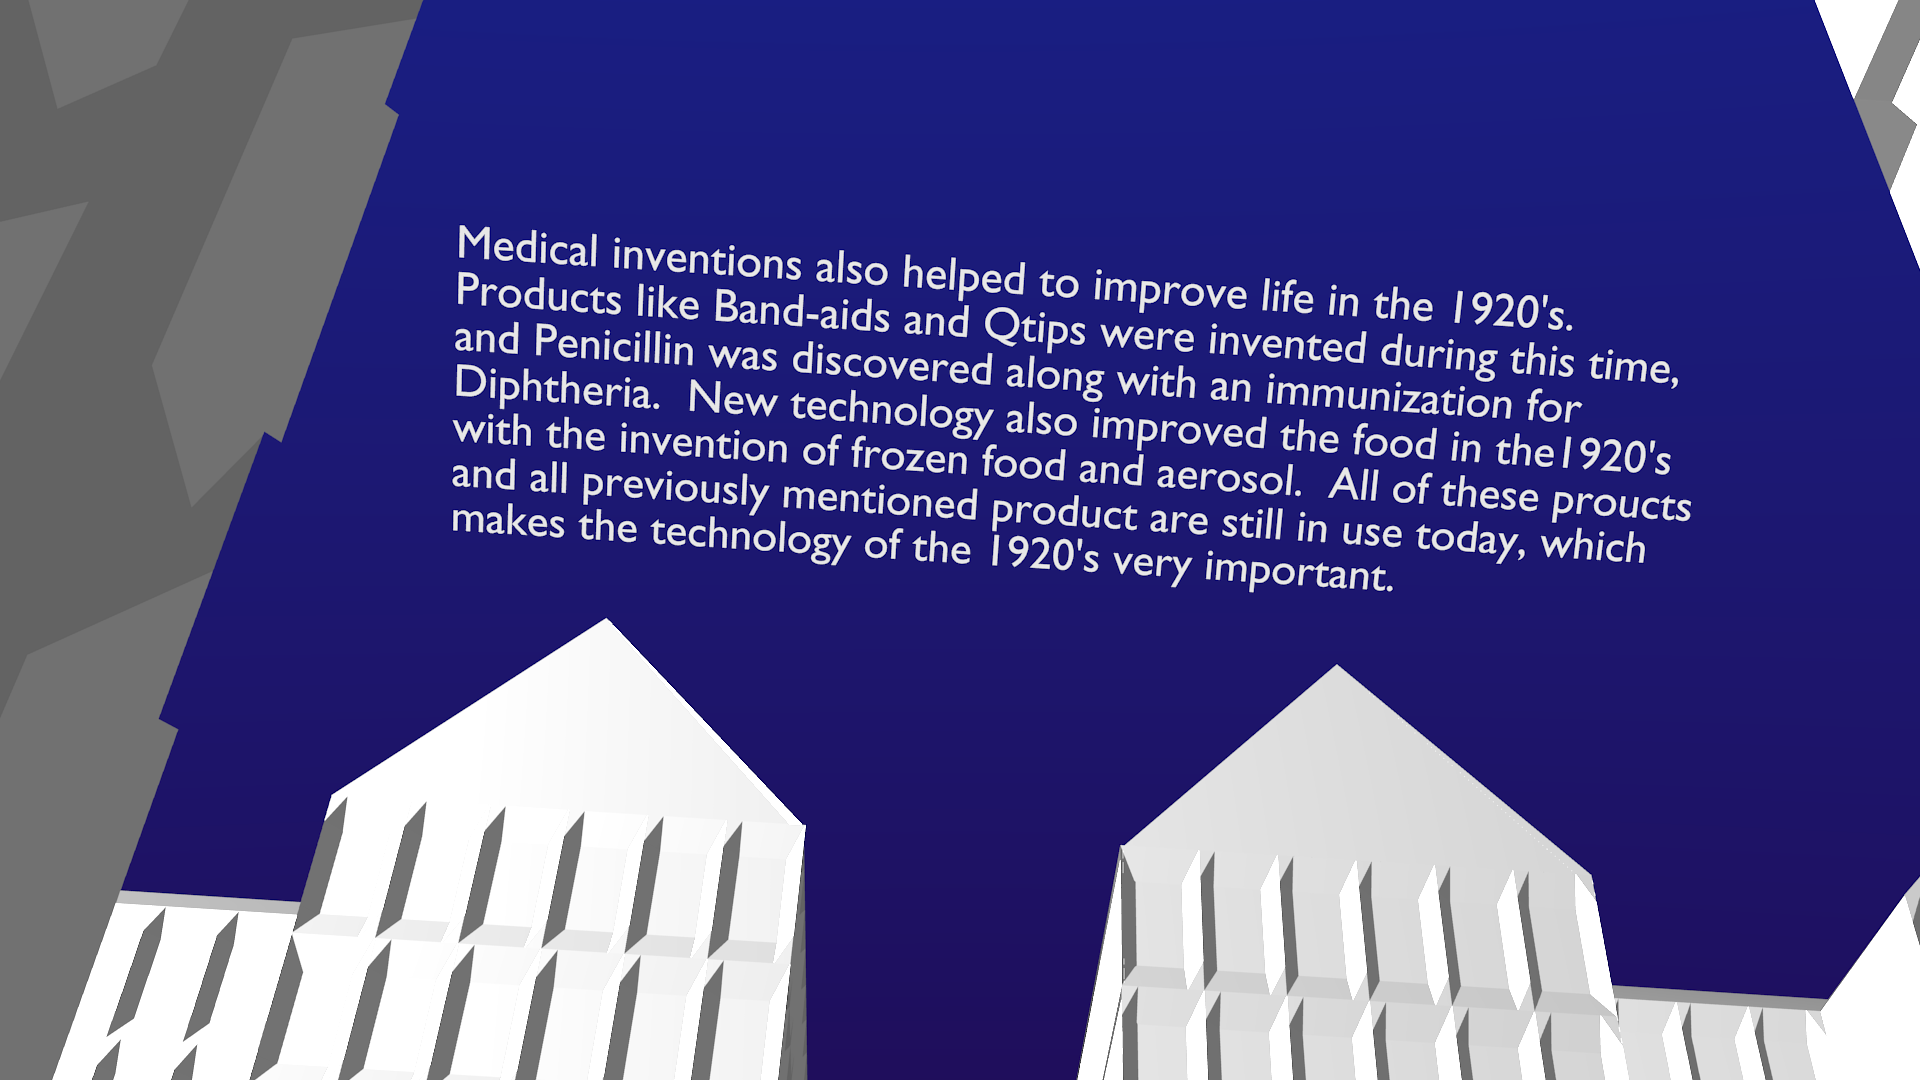 Medical inventions also helped to improve life in the 1920's.
Products like Band-aids and Qtips were invented during this time,
and Penicillin was discovered along with an immunization for
Diphtheria.  New technology also improved the food in the1920's
with the invention of frozen food and aerosol.  All of these proucts
and all previously mentioned product are still in use today, which
makes the technology of the 1920's very important.